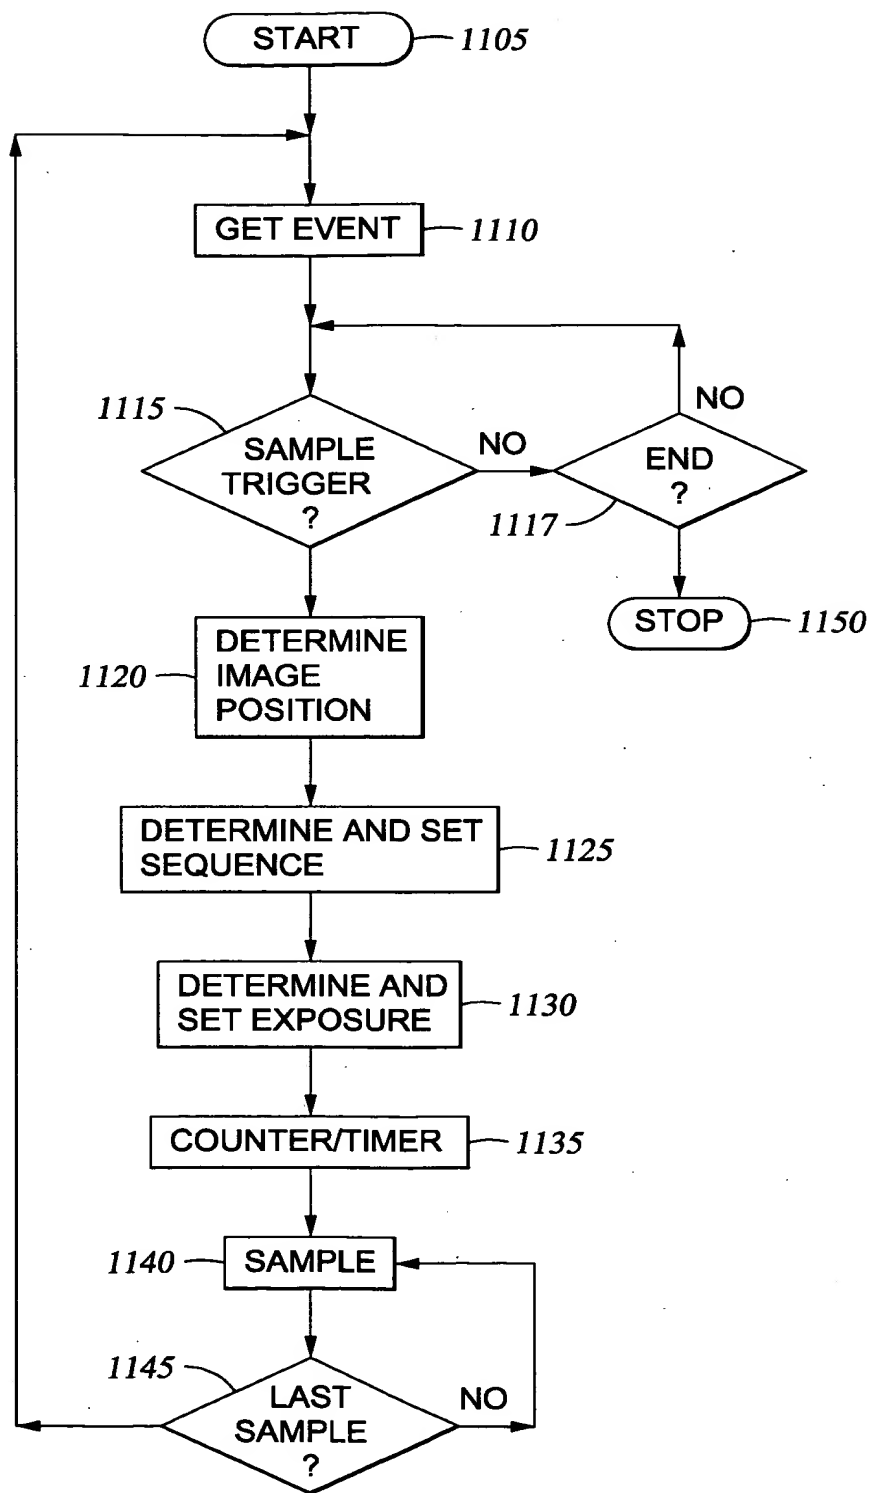 START
1105
GET EVENT
1110
1115
SAMPLE
TRIGGER
?
NO
END
?
NO
1117
STOP
1150
1120
DETERMINE
IMAGE
POSITION
DETERMINE AND SET
SEQUENCE
1125
DETERMINE AND
SET EXPOSURE
1130
COUNTER/TIMER
1135
1140
SAMPLE
1145
LAST
SAMPLE
?
NO